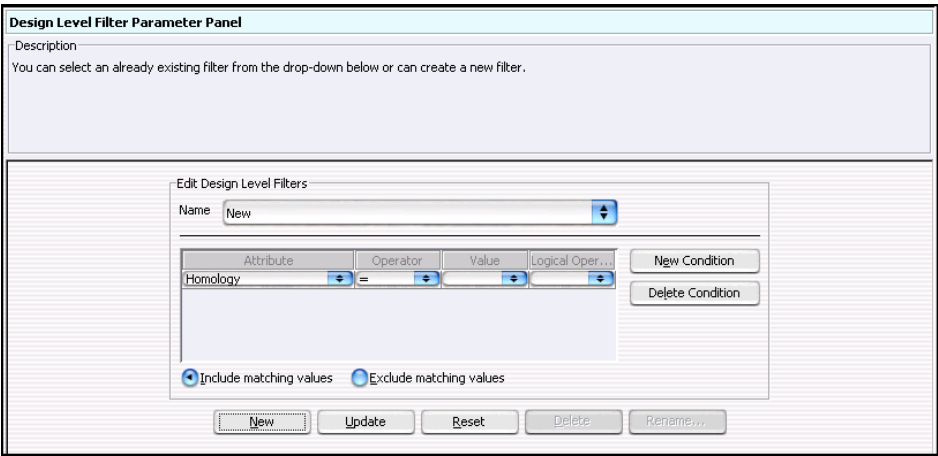 Design Level Filter Parameter Panel
Description
You can select an already existing filter from the drop-down below or can create a new filter.
Edit Design Level Filters
Name New
Attribute Operator Value Logical Oper...
Homology =
New Condition
Delete Condition
Include matching values Exclude matching values
New Update Reset Delete Rename...